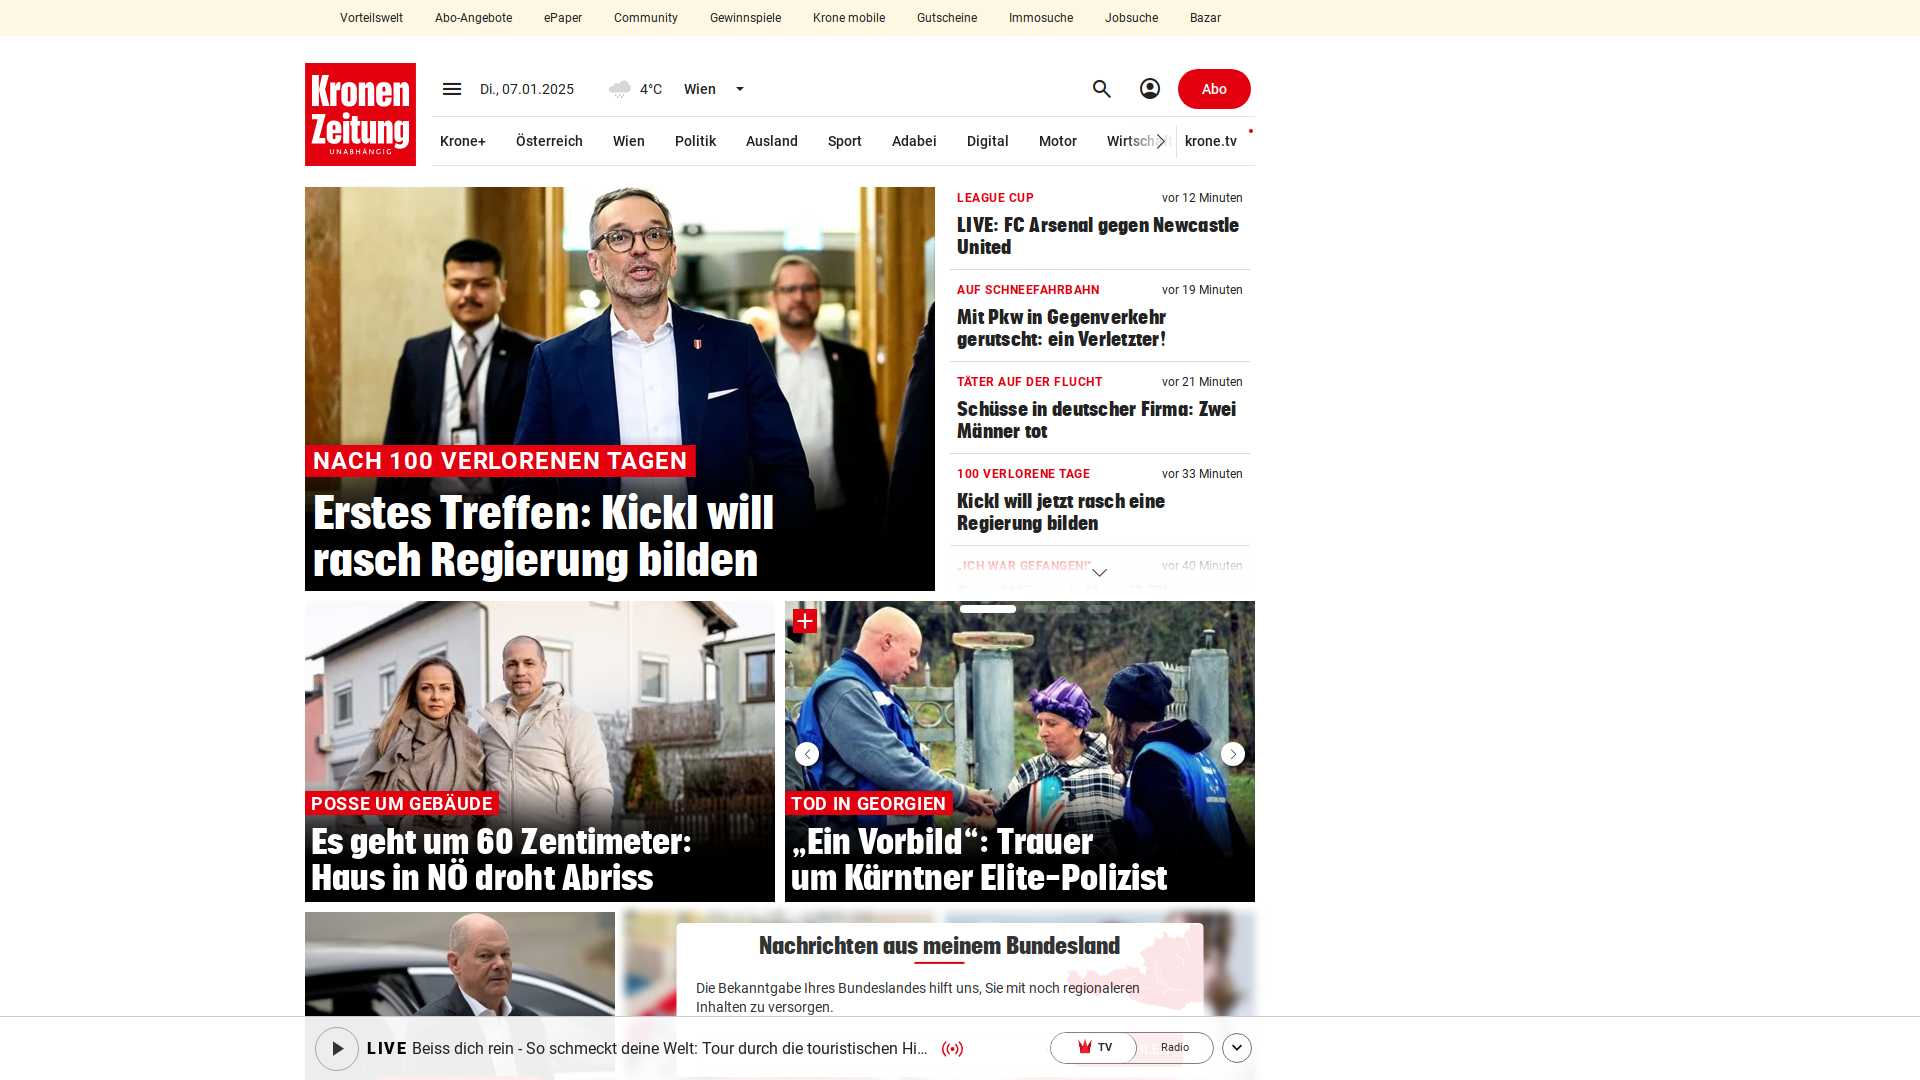 Vorteilswelt Abo-Angebote ePaper Community Gewinnspiele Krone mobile Gutscheine Immosuche Jobsuche Bazar
Kronen
Zeitung
UNABHÄNGIG
Di., 07.01.2025 4°C Wien Abo
Krone+ Österreich Wien Politik Ausland Sport Adabei Digital Motor Wirtschaft krone.tv
NACH 100 VERLORENEN TAGEN
Erstes Treffen: Kickl will
rasch Regierung bilden
LEAGUE CUP vor 12 Minuten
LIVE: FC Arsenal gegen Newcastle
United
AUF SCHNEEFAHRBAHN vor 19 Minuten
Mit Pkw in Gegenverkehr
gerutscht: ein Verletzter!
TÄTER AUF DER FLUCHT vor 21 Minuten
Schüsse in deutscher Firma: Zwei
Männer tot
100 VERLORENE TAGE vor 33 Minuten
Kickl will jetzt rasch eine
Regierung bilden
„ICH WAR GEFANGEN!“ vor 40 Minuten
POSSE UM GEBÄUDE
Es geht um 60 Zentimeter:
Haus in NÖ droht Abriss
TOD IN GEORGIEN
„Ein Vorbild“: Trauer
um Kärntner Elite-Polizist
Nachrichten aus meinem Bundesland
Die Bekanntgabe Ihres Bundeslandes hilft uns, Sie mit noch regionaleren
Inhalten zu versorgen.
LIVE Beiss dich rein - So schmeckt deine Welt: Tour durch die touristischen Hi... TV Radio